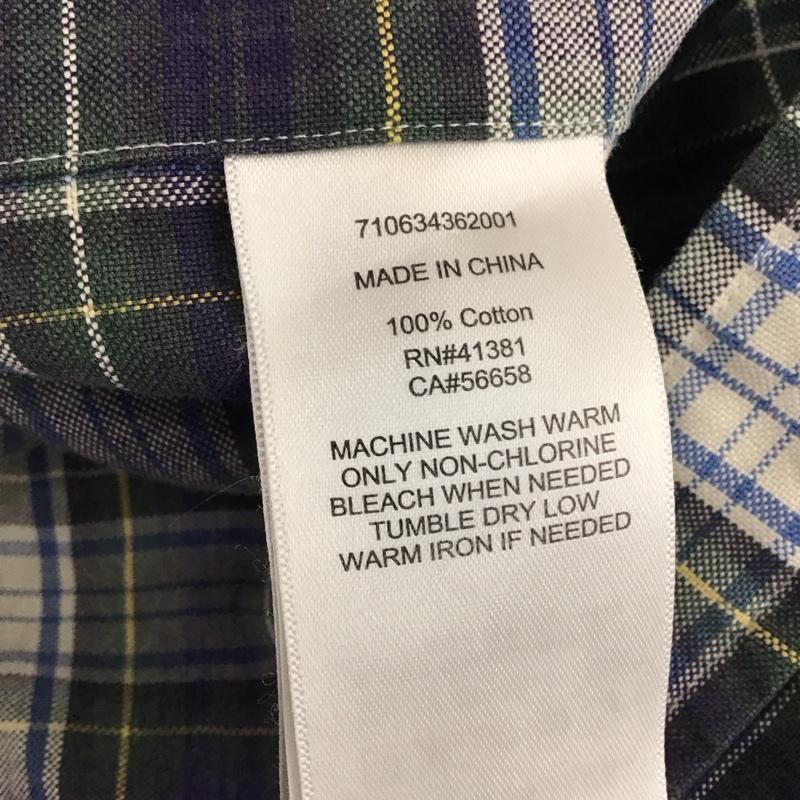 710634362001
MADE IN CHINA
100% Cotton
RN#41381
CA#56658
MACHINE WASH WARM
ONLY NON-CHLORINE
BLEACH WHEN NEEDED
TUMBLE DRY LOW
WARM IRON IF NEEDED